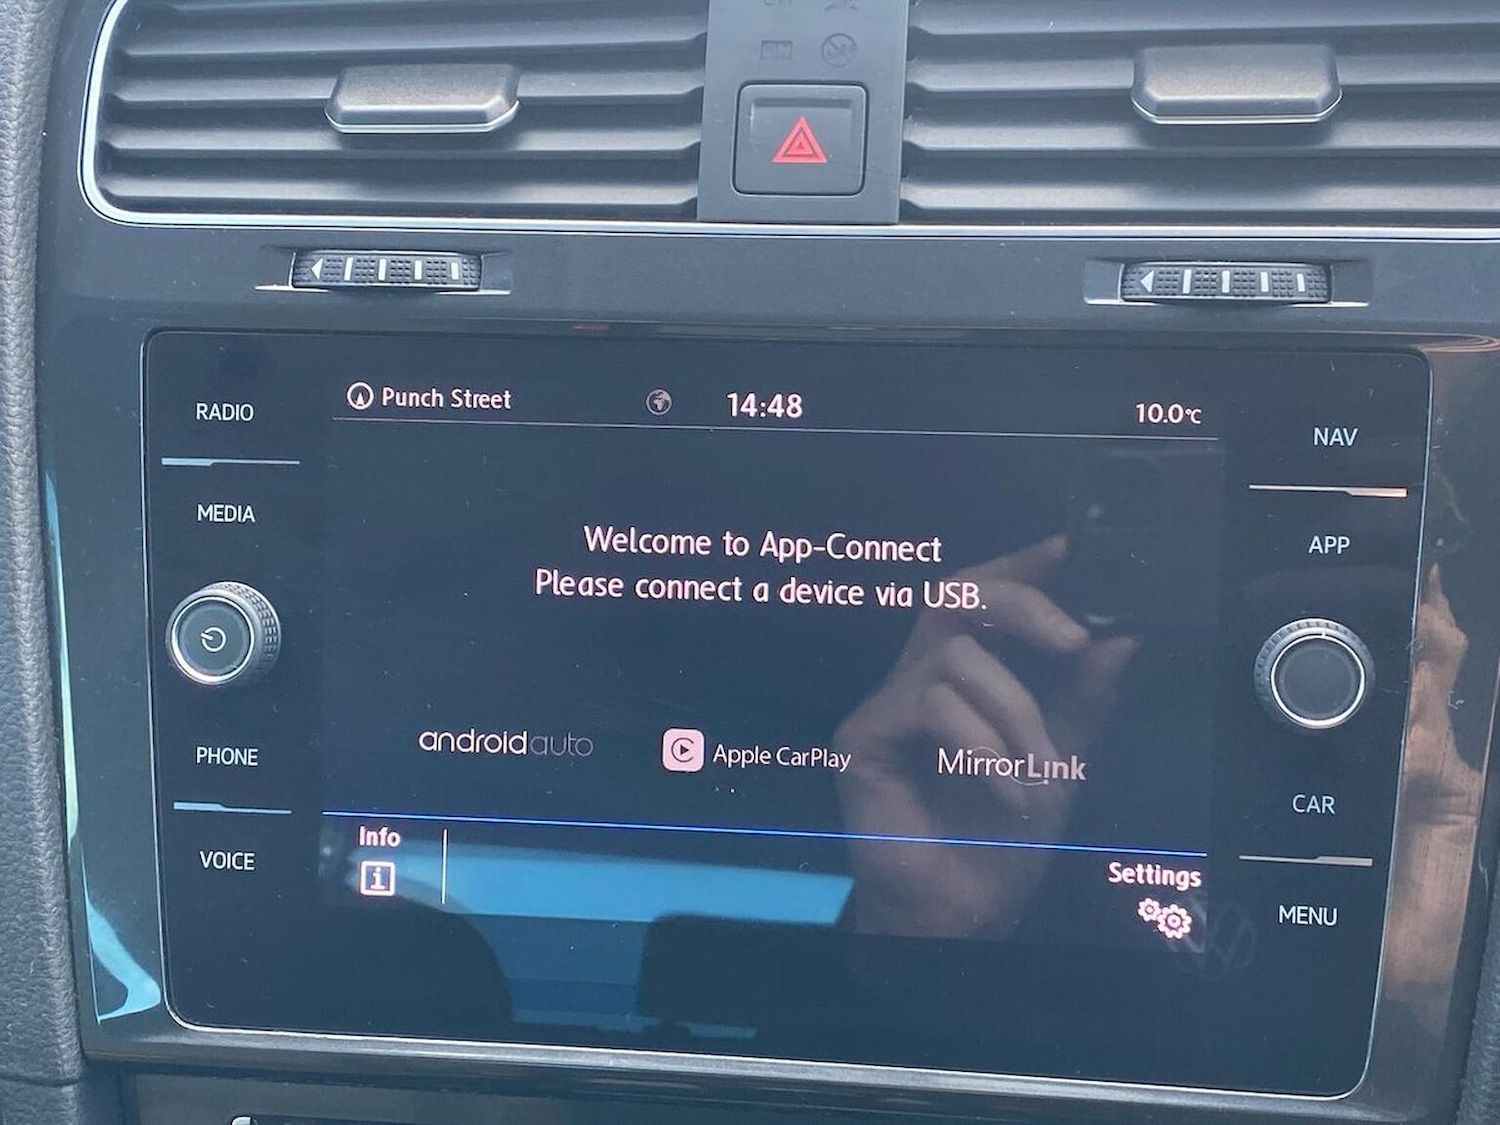 RADIO
MEDIA
PHONE
VOICE
Punch Street
14:48
10.0°C
Welcome to App-Connect
Please connect a device via USB.
androidauto
Apple CarPlay
MirrorLink
Info
i
Settings
NAV
APP
CAR
MENU